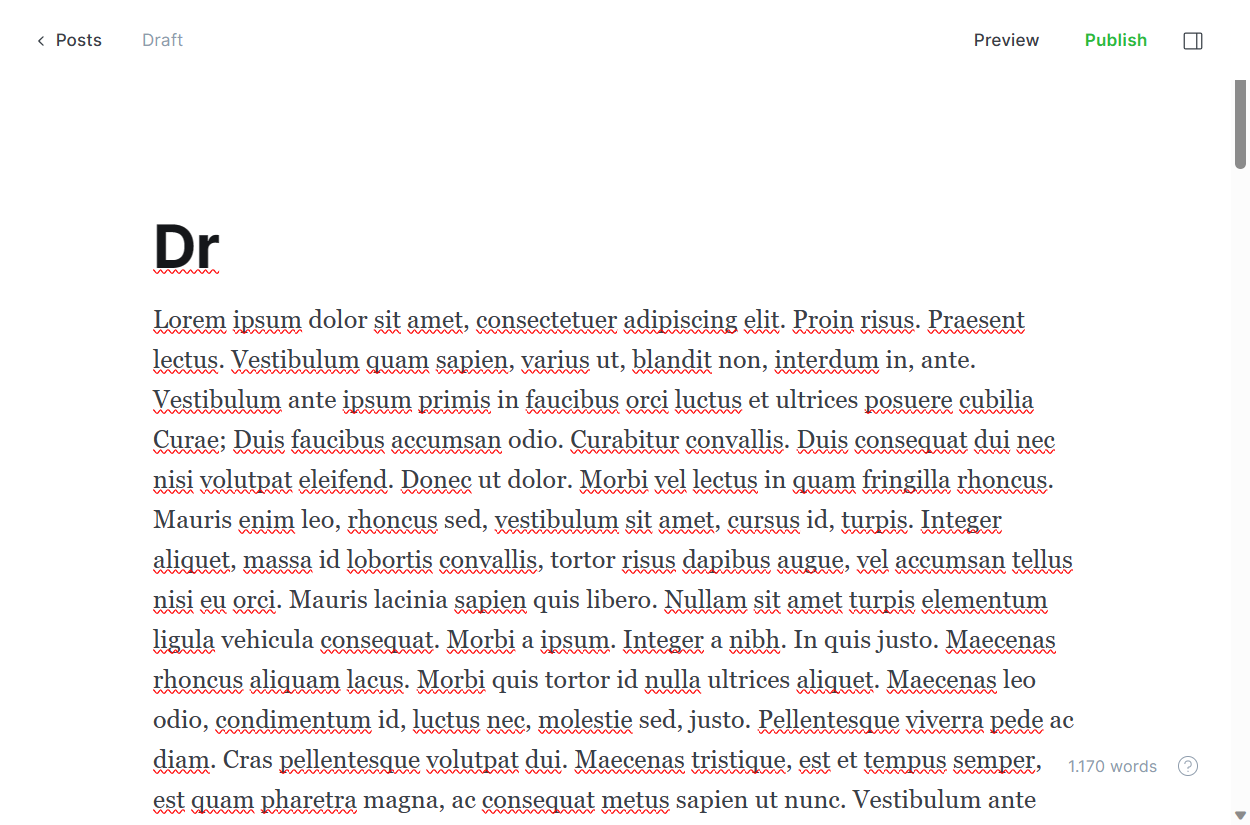 Posts
Draft
Preview
Publish
Dr
Lorem ipsum dolor sit amet, consectetuer adipiscing elit. Proin risus. Praesent
lectus. Vestibulum quam sapien, varius ut, blandit non, interdum in, ante.
Vestibulum ante ipsum primis in faucibus orci luctus et ultrices posuere cubilia
Curae; Duis faucibus accumsan odio. Curabitur convallis. Duis consequat dui nec
nisi volutpat eleifend. Donec ut dolor. Morbi vel lectus in quam fringilla rhoncus.
Mauris enim leo, rhoncus sed, vestibulum sit amet, cursus id, turpis. Integer
aliquet, massa id lobortis convallis, tortor risus dapibus augue, vel accumsan tellus
nisi eu orci. Mauris lacinia sapien quis libero. Nullam sit amet turpis elementum
ligula vehicula consequat. Morbi a ipsum. Integer a nibh. In quis justo. Maecenas
rhoncus aliquam lacus. Morbi quis tortor id nulla ultrices aliquet. Maecenas leo
odio, condimentum id, luctus nec, molestie sed, justo. Pellentesque viverra pede ac
diam. Cras pellentesque volutpat dui. Maecenas tristique, est et tempus semper,
est quam pharetra magna, ac consequat metus sapien ut nunc. Vestibulum ante
1.170 words
?